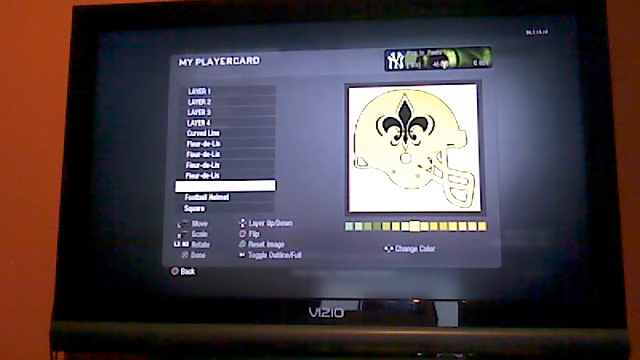 MY PLAYERCARD
LAYER 1
LAYER 2
LAYER 3
LAYER 4
Curved Line
Fleur-de-Lis
Fleur-de-Lis
Fleur-de-Lis
Fleur-de-Lis
Football Helmet
Square
Move
Layer Up/Down
Scale
Flip
Rotate
Reset Image
Done
Toggle Outline/Full
Change Color
Back
VIZIO